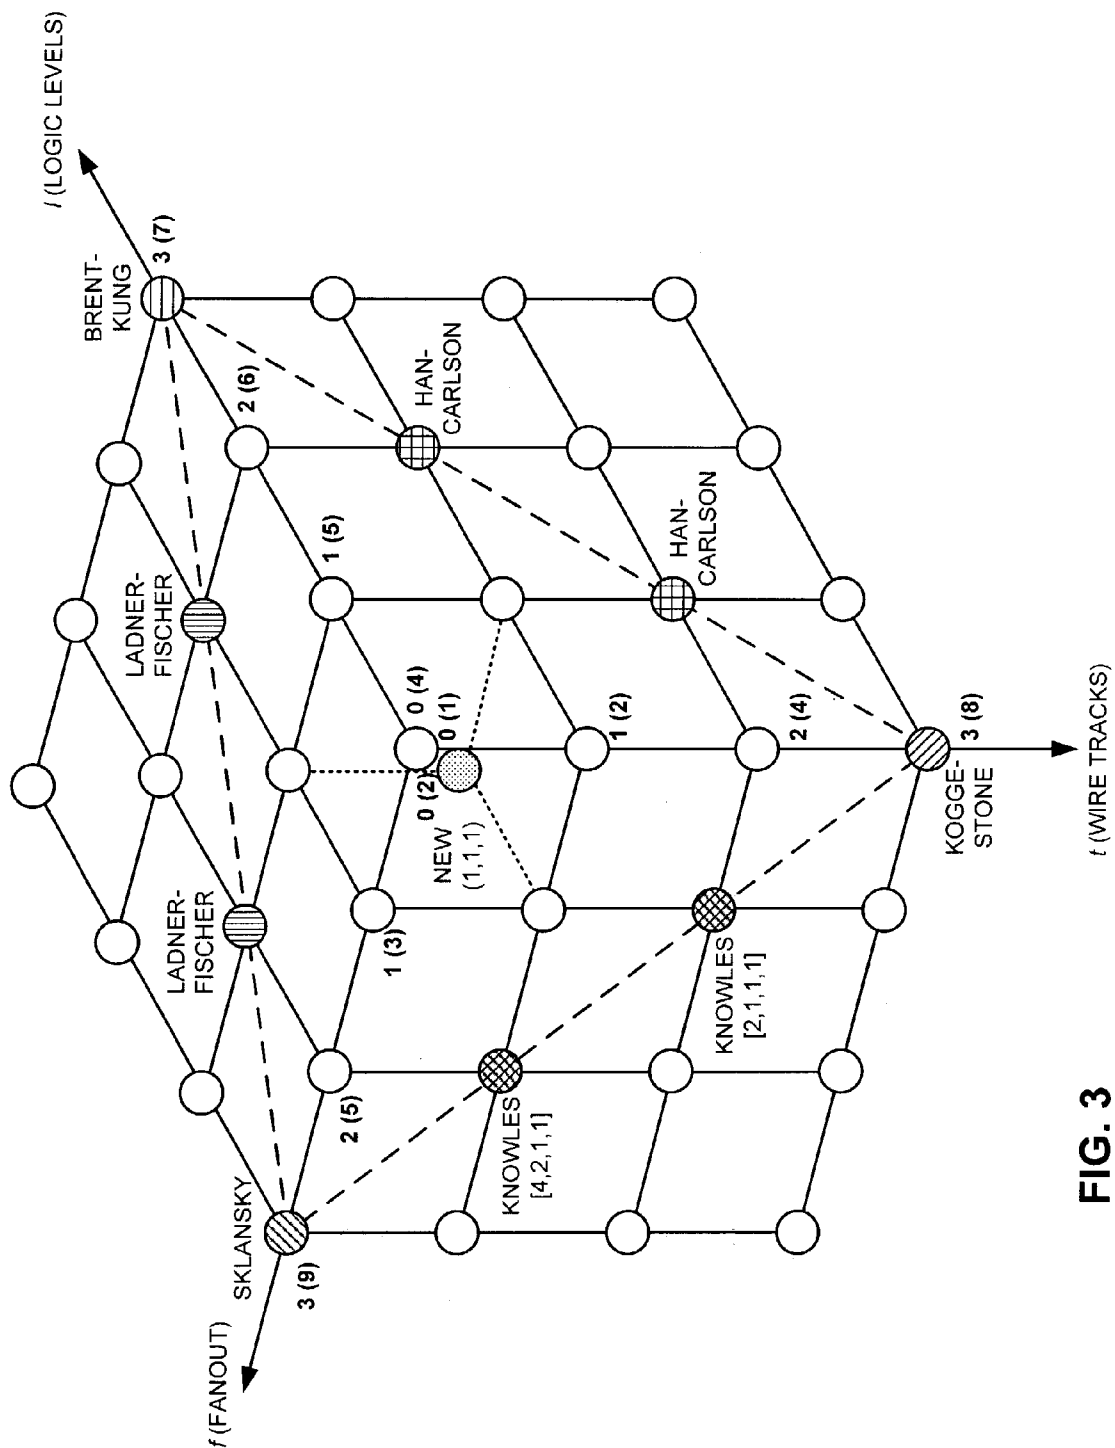 l (LOGIC LEVELS)
BRENT-
KUNG
3 (7)
2 (6)
HAN-
CARLSON
LADNER-
FISCHER
1 (5)
HAN-
CARLSON
0 (4)
0 (1)
0 (2)
NEW
(1,1,1)
1 (2)
2 (4)
3 (8)
KOGGE-
STONE
t (WIRE TRACKS)
LADNER-
FISCHER
1 (3)
KNOWLES
[2,1,1,1]
2 (5)
KNOWLES
[4,2,1,1]
SKLANSKY
3 (9)
f (FANOUT)
FIG. 3